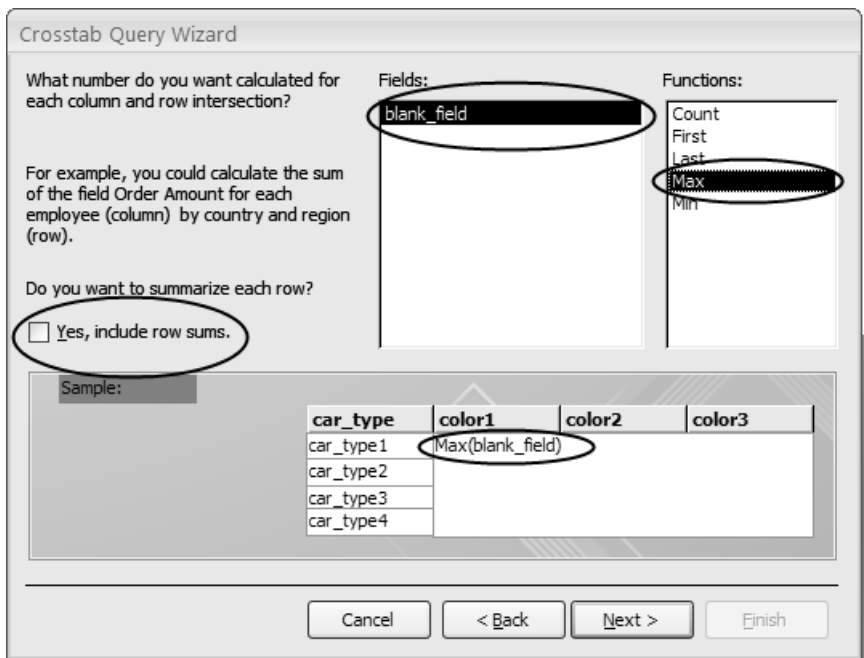 Crosstab Query Wizard
What number do you want calculated for
each column and row intersection?
For example, you could calculate the sum
of the field Order Amount for each
employee (column) by country and region
(row).
Do you want to summarize each row?
Yes, include row sums.
Fields:
blank_field
Functions:
Count
First
Last
Max
Min
Sample:
car_type color1 color2 color3
car_type1 Max(blank_field)
car_type2
car_type3
car_type4
Cancel < Back Next > Finish